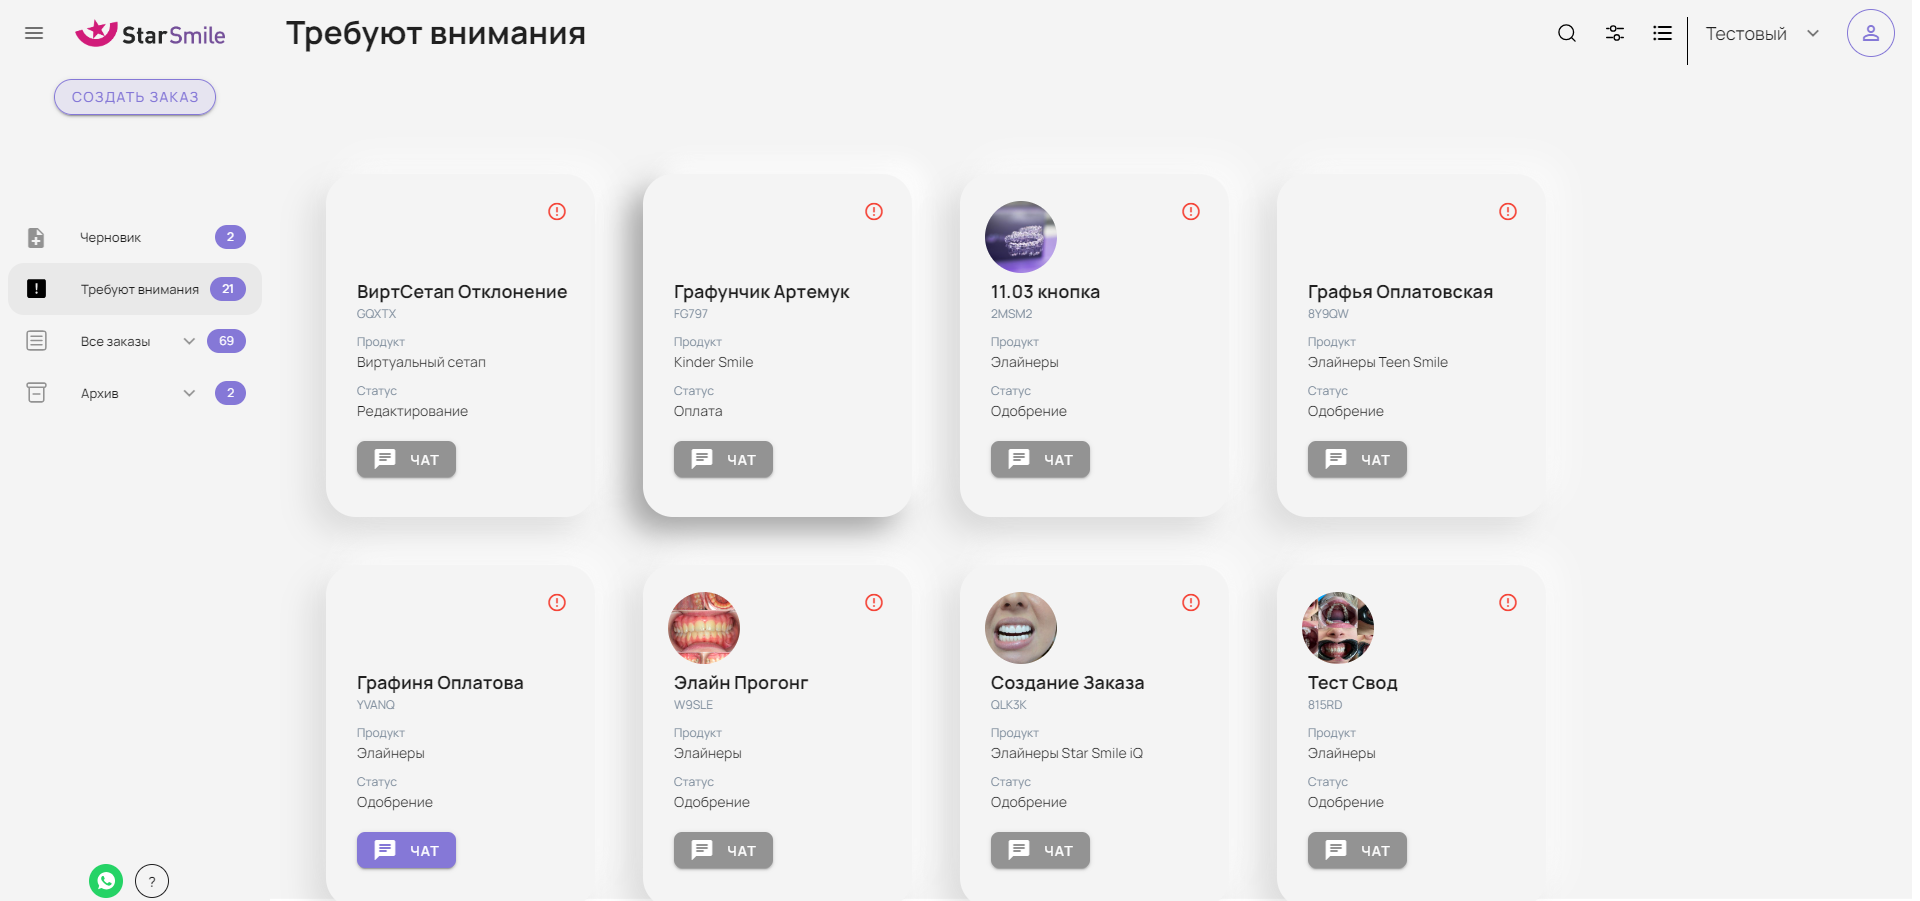 StarSmile
Требуют внимания
Тестовый
СОЗДАТЬ ЗАКАЗ
Черновик 2
Требуют внимания 21
Все заказы 69
Архив 2
ВиртСетап Отклонение
GQXTX
Продукт
Виртуальный сетап
Статус
Редактирование
ЧАТ
Графунчик Артемук
FG797
Продукт
Kinder Smile
Статус
Оплата
ЧАТ
11.03 кнопка
2MSM2
Продукт
Элайнеры
Статус
Одобрение
ЧАТ
Графья Оплатовская
8Y9QW
Продукт
Элайнеры Teen Smile
Статус
Одобрение
ЧАТ
Графиня Оплатова
YVANQ
Продукт
Элайнеры
Статус
Одобрение
ЧАТ
Элайн Прогонг
W9SLE
Продукт
Элайнеры
Статус
Одобрение
ЧАТ
Создание Заказа
QLK3K
Продукт
Элайнеры Star Smile iQ
Статус
Одобрение
ЧАТ
Тест Свод
815RD
Продукт
Элайнеры
Статус
Одобрение
ЧАТ
?